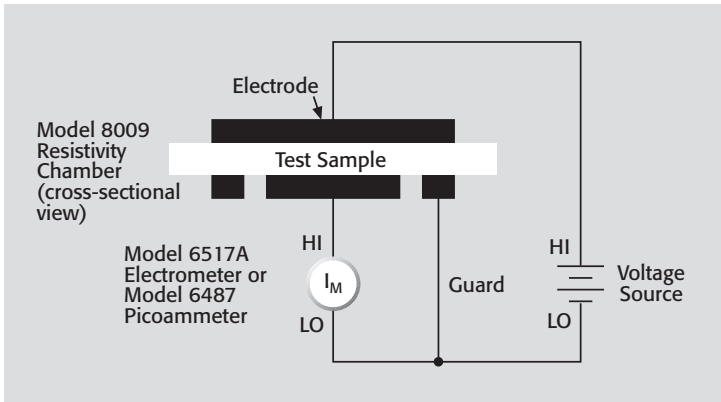 Electrode
Model 8009
Resistivity
Chamber
(cross-sectional
view)
Test Sample
HI
Model 6517A
Electrometer or
Model 6487
Picoammeter
IM
LO
Guard
HI
Voltage
Source
LO